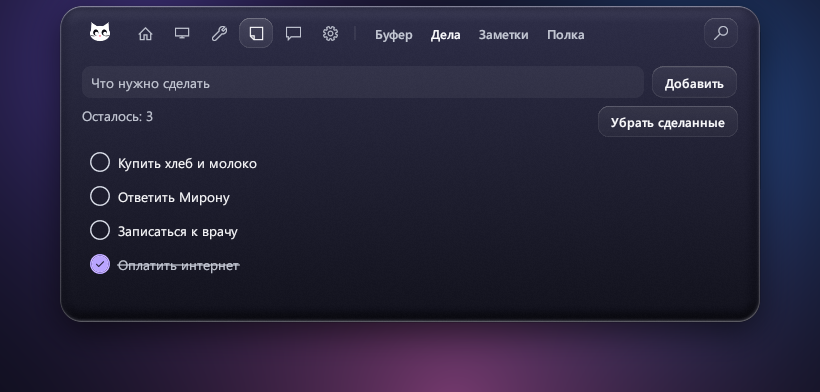 Буфер Дела Заметки Полка
Что нужно сделать Добавить
Осталось: 3 Убрать сделанные
Купить хлеб и молоко
Ответить Мирону
Записаться к врачу
Оплатить интернет